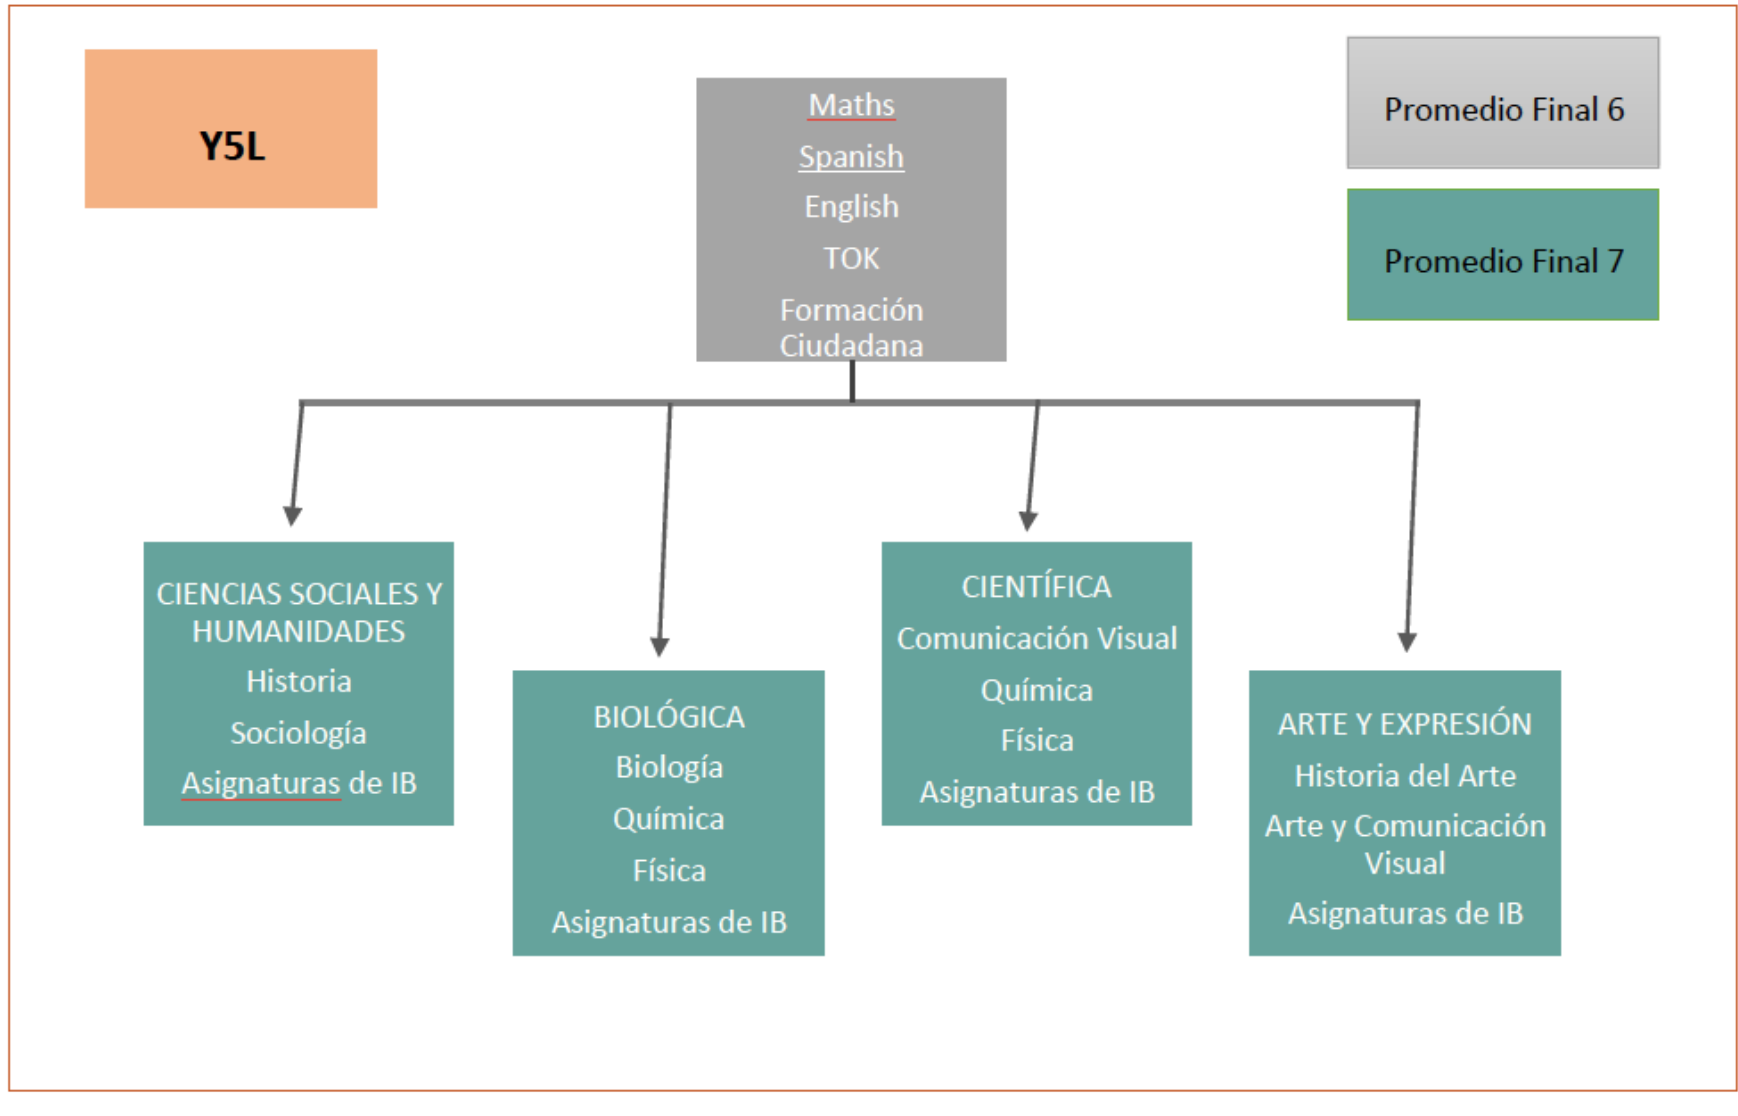 Y5L
Maths
Spanish
English
TOK
Formación
Ciudadana
Promedio Final 6
Promedio Final 7
CIENCIAS SOCIALES Y
HUMANIDADES
Historia
Sociología
Asignaturas de IB
BIOLÓGICA
Biología
Química
Física
Asignaturas de IB
CIENTÍFICA
Comunicación Visual
Química
Física
Asignaturas de IB
ARTE Y EXPRESIÓN
Historia del Arte
Arte y Comunicación
Visual
Asignaturas de IB